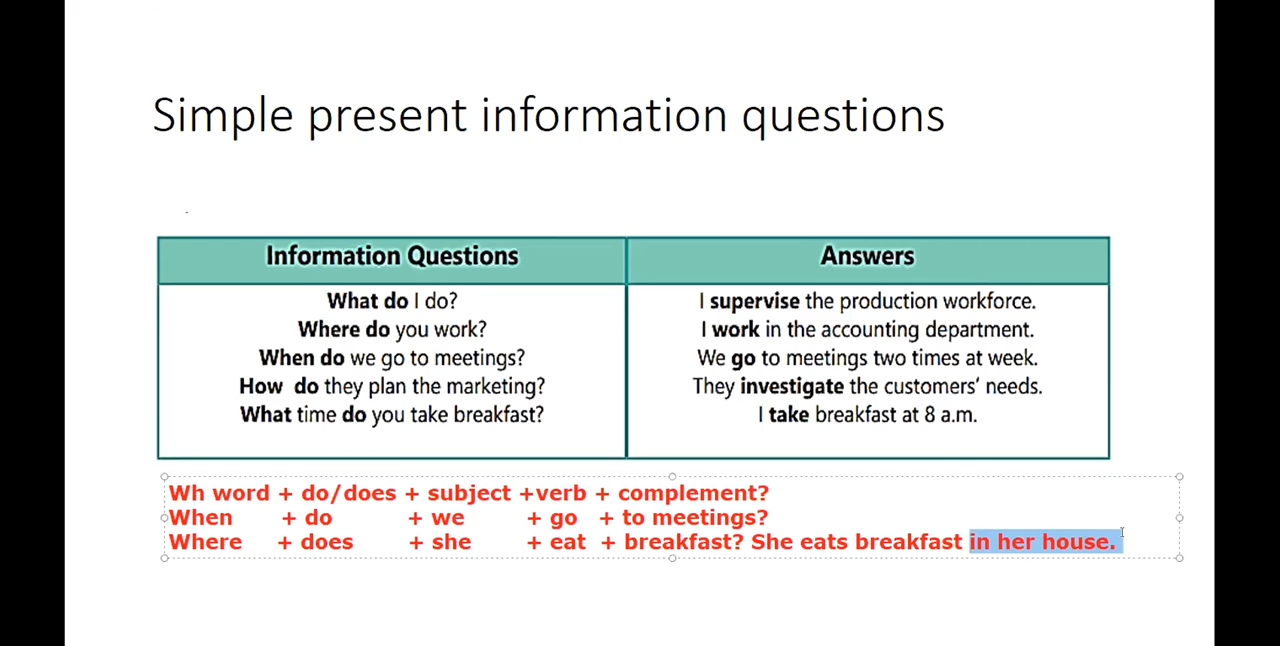 Simple present information questions
Information Questions
Answers
What do I do?
I supervise the production workforce.
Where do you work?
I work in the accounting department.
When do we go to meetings?
We go to meetings two times at week.
How do they plan the marketing?
They investigate the customers' needs.
What time do you take breakfast?
I take breakfast at 8 a.m.
Wh word + do/does + subject +verb + complement?
When + do + we + go + to meetings?
Where + does + she + eat + breakfast? She eats breakfast in her house.